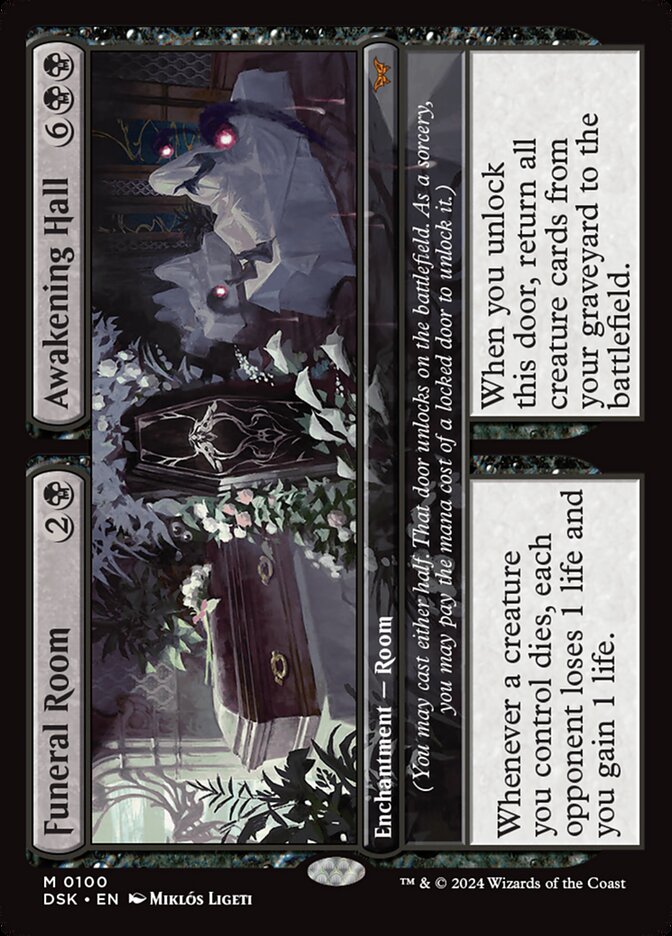 Funeral Room 2
Whenever a creature
you control dies, each
opponent loses 1 life and
you gain 1 life.
Awakening Hall 6
When you unlock
this door, return all
creature cards from
your graveyard to the
battlefield.
Enchantment — Room
(You may cast either half. That door unlocks on the battlefield. As a sorcery,
you may pay the mana cost of a locked door to unlock it.)
M 0100
DSK • EN Miklós Ligeti
™ & © 2024 Wizards of the Coast